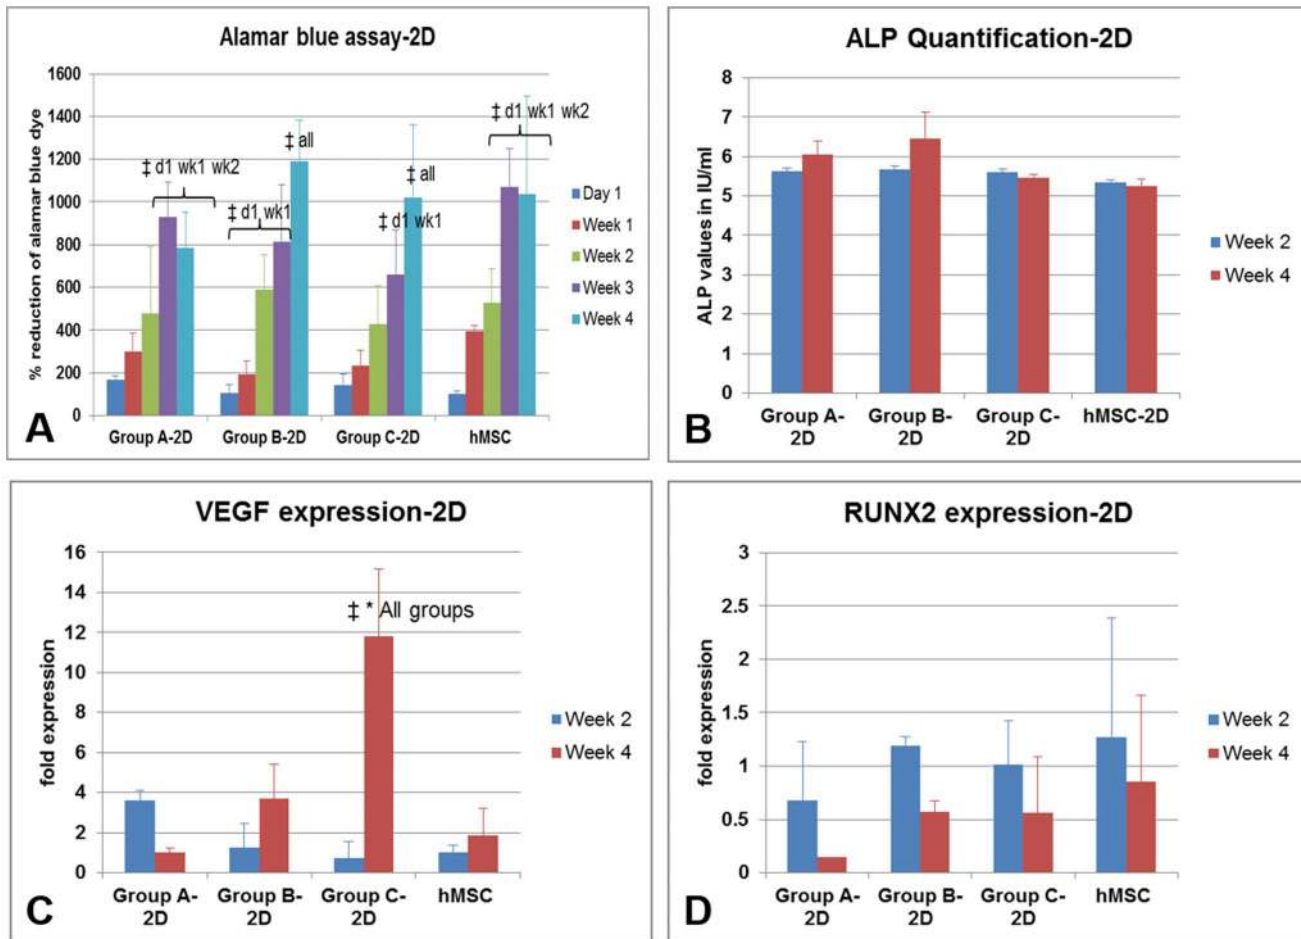 Alamar blue assay-2D
% reduction of alamar blue dye
1600
1400
1200
1000
800
600
400
200
0
‡ d1 wk1 wk2
‡ d1 wk1
‡ all
‡ d1 wk1
‡ all
‡ d1 wk1 wk2
Day 1
Week 1
Week 2
Week 3
Week 4
Group A-2D
Group B-2D
Group C-2D
hMSC
A
ALP Quantification-2D
ALP values in IU/ml
8
7
6
5
4
3
2
1
0
Week 2
Week 4
Group A-
2D
Group B-
2D
Group C-
2D
hMSC-2D
B
VEGF expression-2D
fold expression
16
14
12
10
8
6
4
2
0
‡ * All groups
Week 2
Week 4
Group A-
2D
Group B-
2D
Group C-
2D
hMSC
C
RUNX2 expression-2D
fold expression
3
2.5
2
1.5
1
0.5
0
Week 2
Week 4
Group A-
2D
Group B-
2D
Group C-
2D
hMSC
D